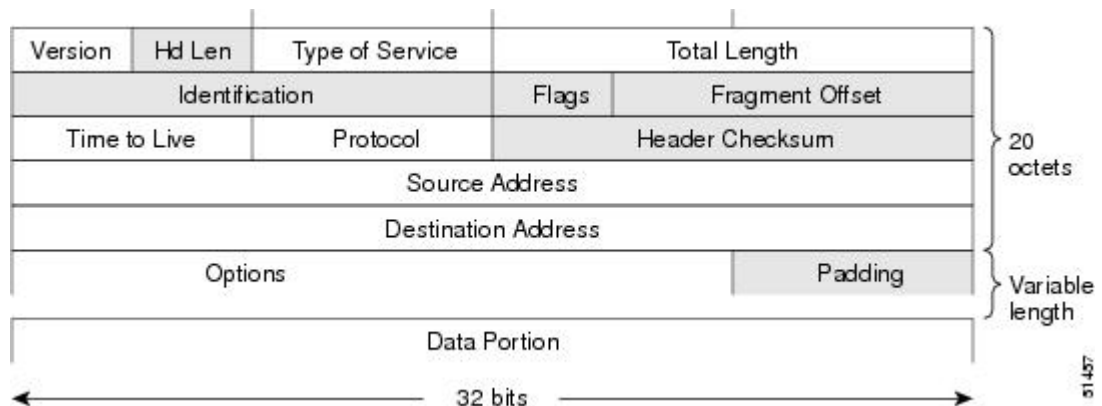 Version Hd Len Type of Service Total Length
Identification Flags Fragment Offset
Time to Live Protocol Header Checksum
20
octets
Source Address
Destination Address
Options Padding
Variable
length
Data Portion
32 bits
51457